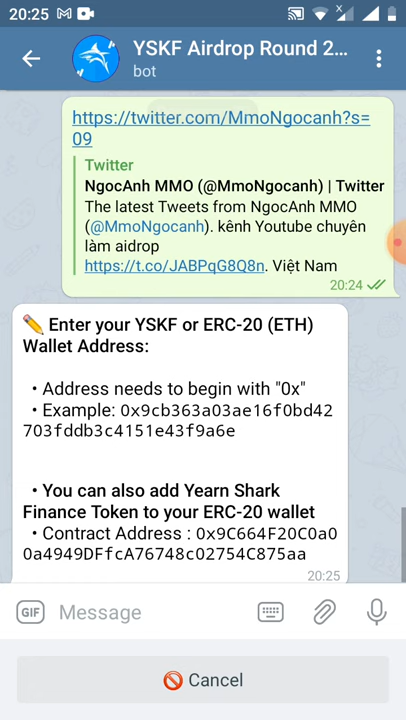 20:25
YSKF Airdrop Round 2...
bot
https://twitter.com/MmoNgocanh?s=
09
Twitter
NgocAnh MMO (@MmoNgocanh) | Twitter
The latest Tweets from NgocAnh MMO
(@MmoNgocanh). kênh Youtube chuyên
làm aidrop
https://t.co/JABPqG8Q8n. Việt Nam
20:24
✏️ Enter your YSKF or ERC-20 (ETH)
Wallet Address:
• Address needs to begin with "0x"
• Example: 0x9cb363a03ae16f0bd42
703fddb3c4151e43f9a6e
• You can also add Yearn Shark
Finance Token to your ERC-20 wallet
• Contract Address : 0x9C664F20C0a0
0a4949DFfcA76748c02754C875aa
20:25
GIF Message
🚫 Cancel